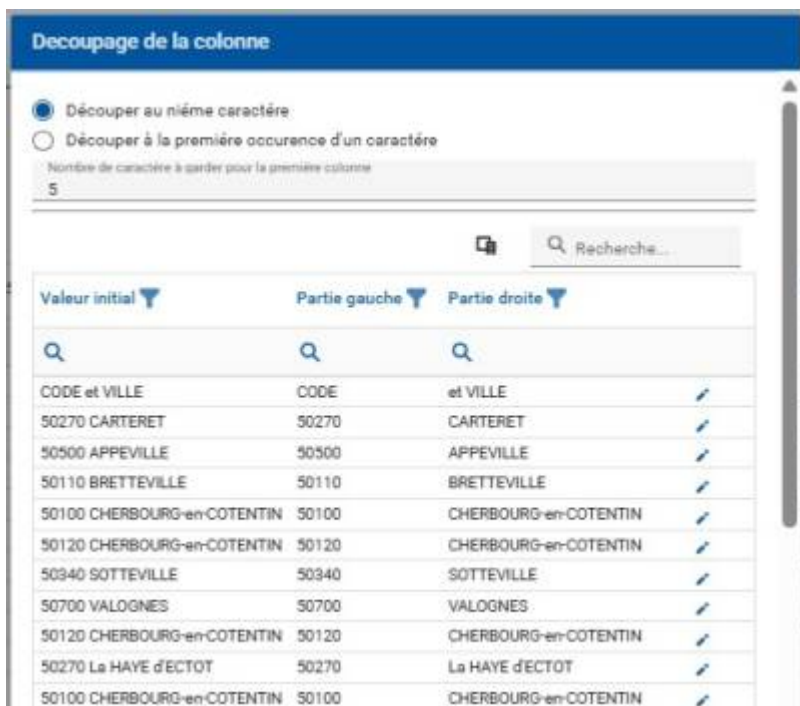 Decoupage de la colonne
Découper au niéme caractére
Découper à la premiére occurence d'un caractére
Nombre de caractére à garder pour la première colonne
5
Recherche...
Valeur initial Partie gauche Partie droite
CODE et VILLE CODE et VILLE
50270 CARTERET 50270 CARTERET
50500 APPEVILLE 50500 APPEVILLE
50110 BRETTEVILLE 50110 BRETTEVILLE
50100 CHERBOURG-en-COTENTIN 50100 CHERBOURG-en-COTENTIN
50120 CHERBOURG-en-COTENTIN 50120 CHERBOURG-en-COTENTIN
50340 SOTTEVILLE 50340 SOTTEVILLE
50700 VALOGNES 50700 VALOGNES
50120 CHERBOURG-en-COTENTIN 50120 CHERBOURG-en-COTENTIN
50270 La HAYE d'ECTOT 50270 La HAYE d'ECTOT
50100 CHERBOURG-en-COTENTIN 50100 CHERBOURG-en-COTENTIN